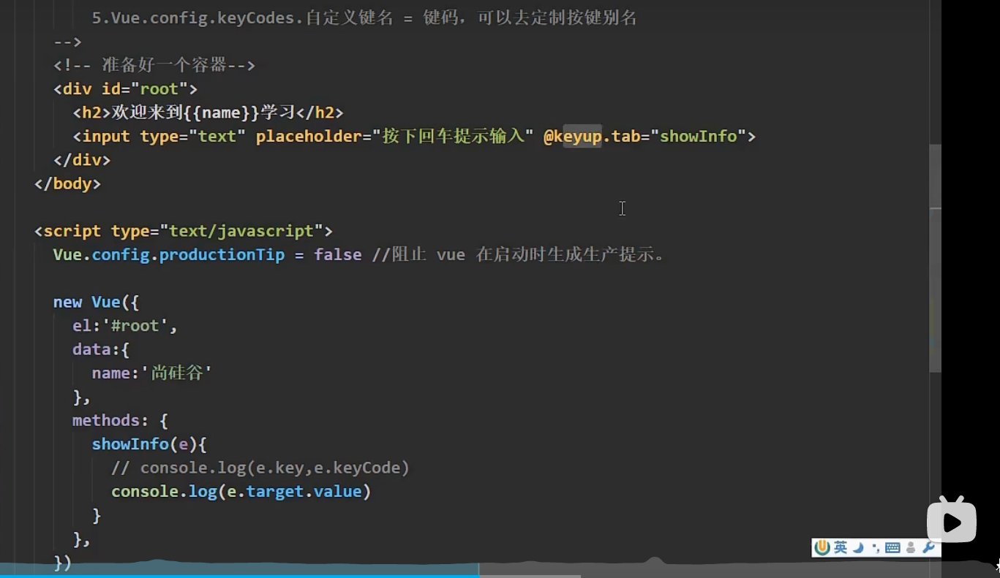 5.Vue.config.keyCodes.自定义键名 = 键码，可以去定制按键别名
-->
<!-- 准备好一个容器-->
<div id="root">
<h2>欢迎来到{{name}}学习</h2>
<input type="text" placeholder="按下回车提示输入" @keyup.tab="showInfo">
</div>
</body>
<script type="text/javascript">
Vue.config.productionTip = false //阻止 vue 在启动时生成生产提示。
new Vue({
el:'#root',
data:{
name:'尚硅谷'
},
methods: {
showInfo(e){
// console.log(e.key,e.keyCode)
console.log(e.target.value)
}
},
})
英